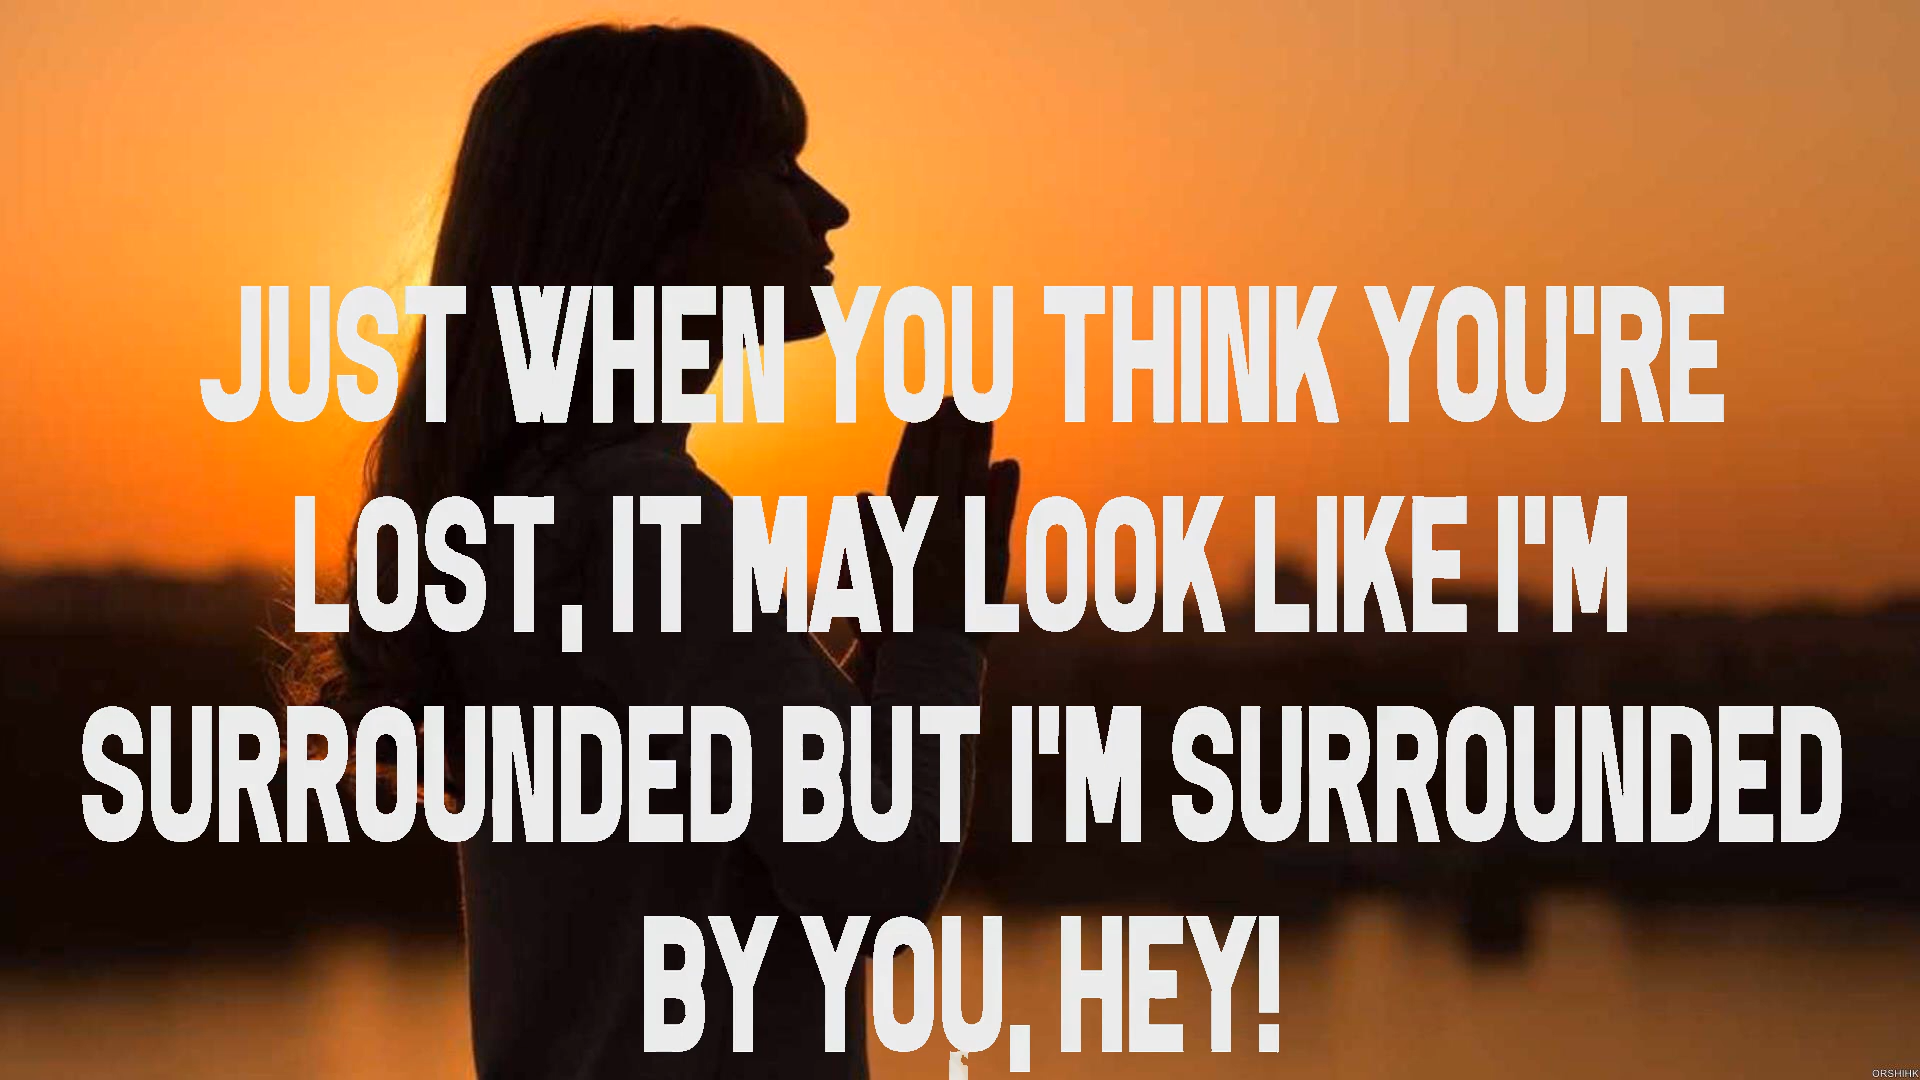 JUST WHEN YOU THINK YOU'RE
LOST, IT MAY LOOK LIKE I'M
SURROUNDED BUT I'M SURROUNDED
BY YOU, HEY!
ORSHIHK